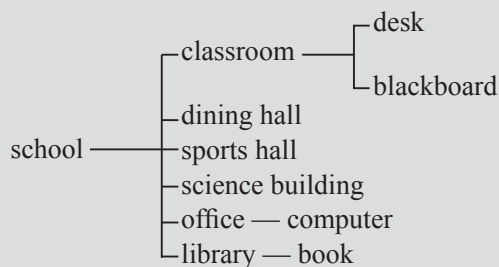 desk
classroom
blackboard
dining hall
school
sports hall
science building
office — computer
library — book